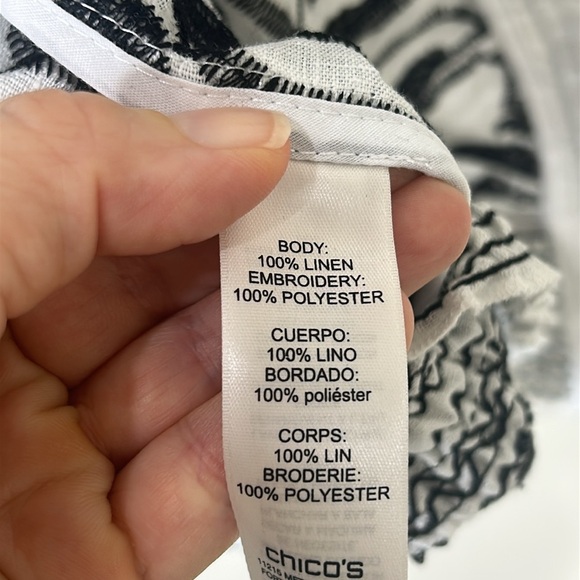 BODY:
100% LINEN
EMBROIDERY:
100% POLYESTER
CUERPO:
100% LINO
BORDADO:
100% poliéster
CORPS:
100% LIN
BRODERIE:
100% POLYESTER
chico's